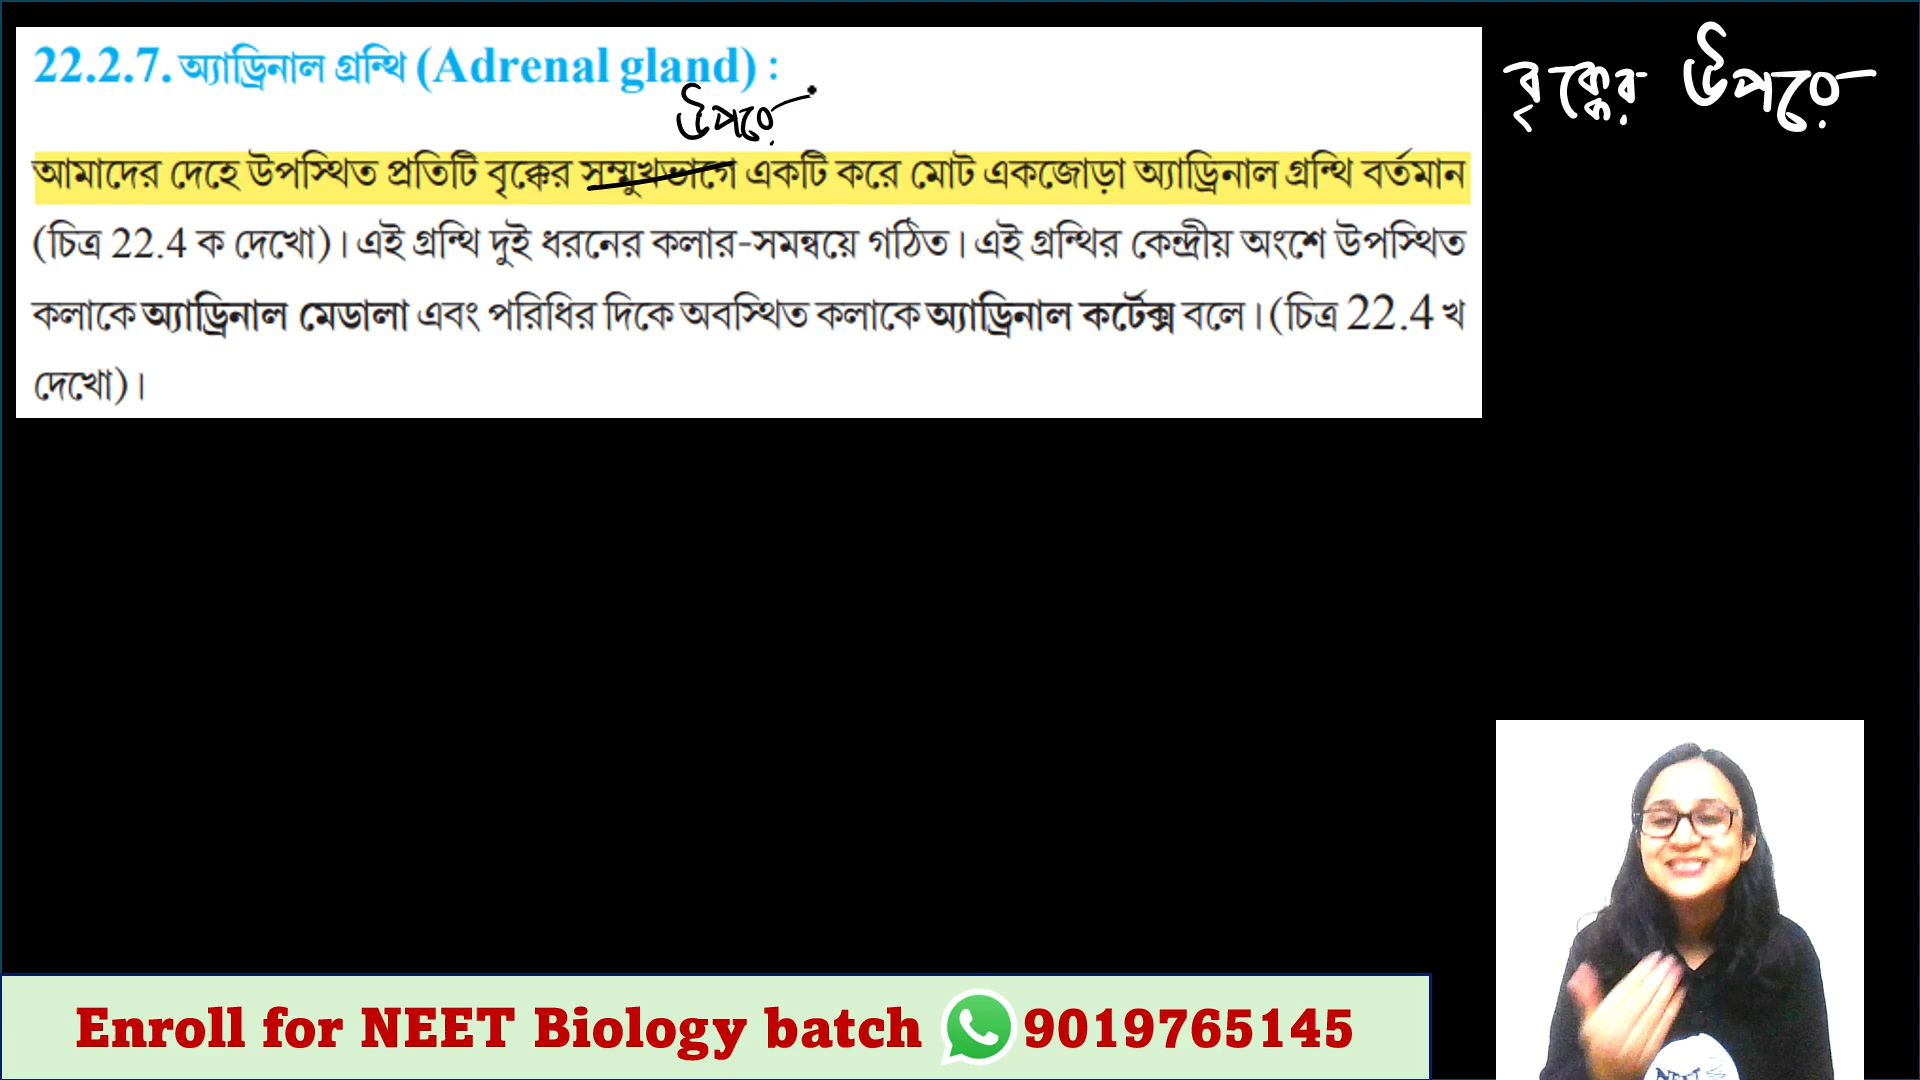 22.2.7. অ্যাড্রিনাল গ্রন্থি (Adrenal gland) :
বৃক্কের উপরে
উপরে
আমাদের দেহে উপস্থিত প্রতিটি বৃক্কের সম্মুখভাগে একটি করে মোট একজোড়া অ্যাড্রিনাল গ্রন্থি বর্তমান
(চিত্র 22.4 ক দেখো)। এই গ্রন্থি দুই ধরনের কলার-সমন্বয়ে গঠিত। এই গ্রন্থির কেন্দ্রীয় অংশে উপস্থিত
কলাকে অ্যাড্রিনাল মেডালা এবং পরিধির দিকে অবস্থিত কলাকে অ্যাড্রিনাল কর্টেক্স বলে। (চিত্র 22.4 খ
দেখো)।
Enroll for NEET Biology batch 9019765145
NEET